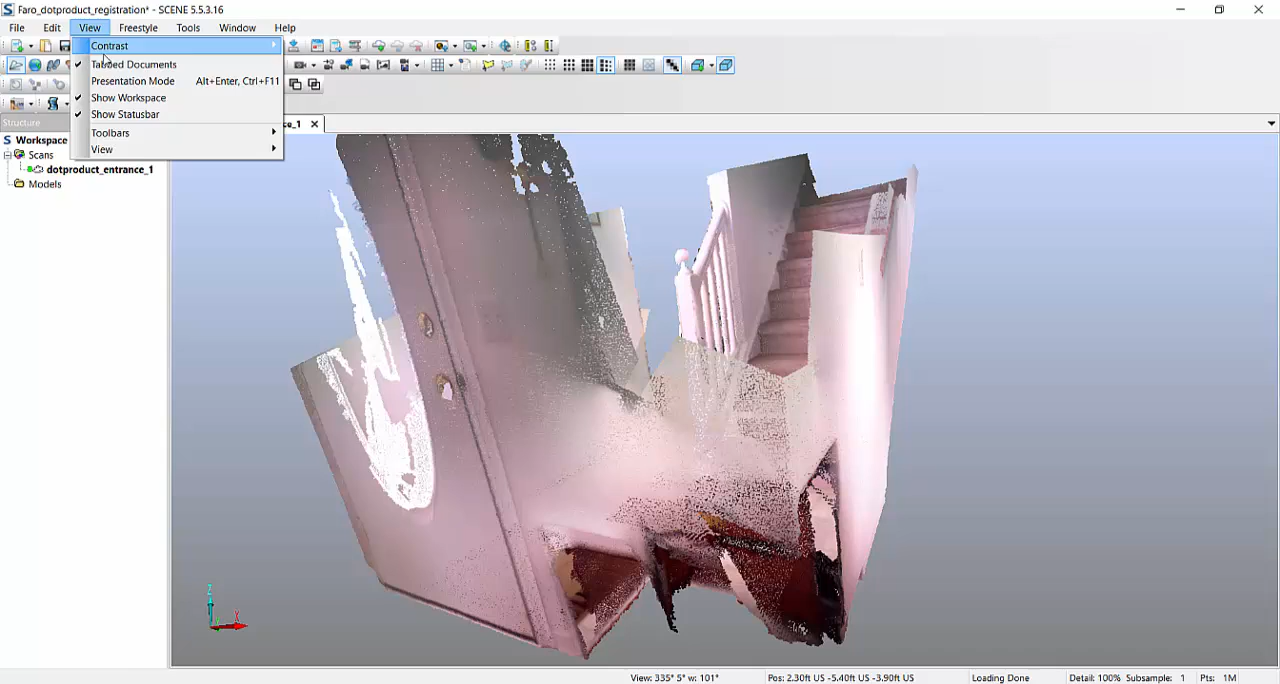 Faro_dotproduct_registration* - SCENE 5.5.3.16
File Edit View Freestyle Tools Window Help
Contrast
Tabbed Documents
Presentation Mode Alt+Enter, Ctrl+F11
Show Workspace
Show Statusbar
Toolbars
View
Structure
ce_1
Workspace
Scans
dotproduct_entrance_1
Models
Z
View: 335° 5° w: 101° Pos: 2.30ft US -5.40ft US -3.90ft US Loading Done Detail: 100% Subsample: 1 Pts: 1M